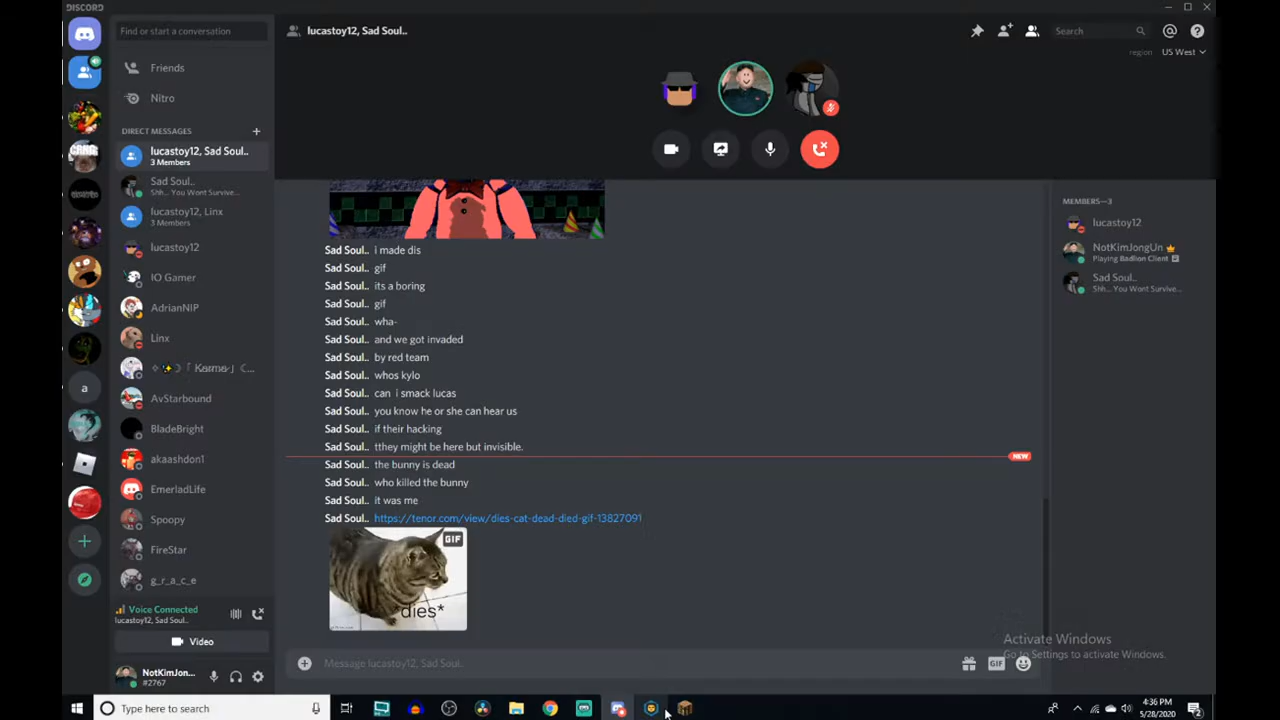 DISCORD
Find or start a conversation
lucastoy12, Sad Soul..
Search
region
US West
Friends
Nitro
DIRECT MESSAGES
lucastoy12, Sad Soul..
3 Members
Sad Soul..
Shh.. You Wont Survive...
lucastoy12, Linx
3 Members
lucastoy12
IO Gamer
AdrianNIP
Linx
AvStarbound
BladeBright
akaashdon1
EmerladLife
Spoopy
FireStar
g_r_a_c_e
a
Voice Connected
lucastoy12, Sad Soul..
Video
NotKimJon...
#2767
Sad Soul.. i made dis
Sad Soul.. gif
Sad Soul.. its a boring
Sad Soul.. gif
Sad Soul.. wha-
Sad Soul.. and we got invaded
Sad Soul.. by red team
Sad Soul.. whos kylo
Sad Soul.. can i smack lucas
Sad Soul.. you know he or she can hear us
Sad Soul.. if their hacking
Sad Soul.. tthey might be here but invisible.
NEW
Sad Soul.. the bunny is dead
Sad Soul.. who killed the bunny
Sad Soul.. it was me
Sad Soul.. https://tenor.com/view/dies-cat-dead-died-gif-13827091
GIF
dies*
Message lucastoy12, Sad Soul..
GIF
MEMBERS—3
lucastoy12
NotKimJongUn
Playing Badlion Client
Sad Soul..
Shh.. You Wont Survive...
Activate Windows
Go to Settings to activate Windows.
Type here to search
4:36 PM
5/28/2020
2